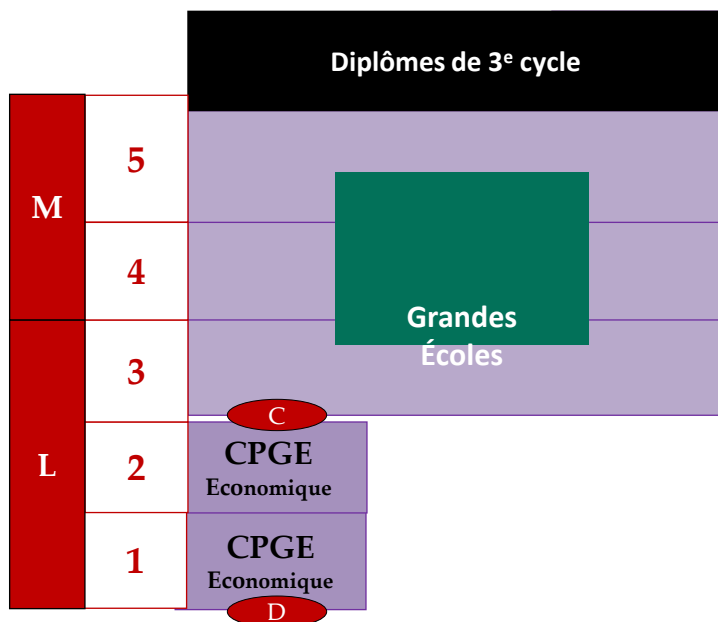 Diplômes de 3e cycle
5
M
4
Grandes
Écoles
3
C
CPGE
Economique
2
L
CPGE
Economique
1
D